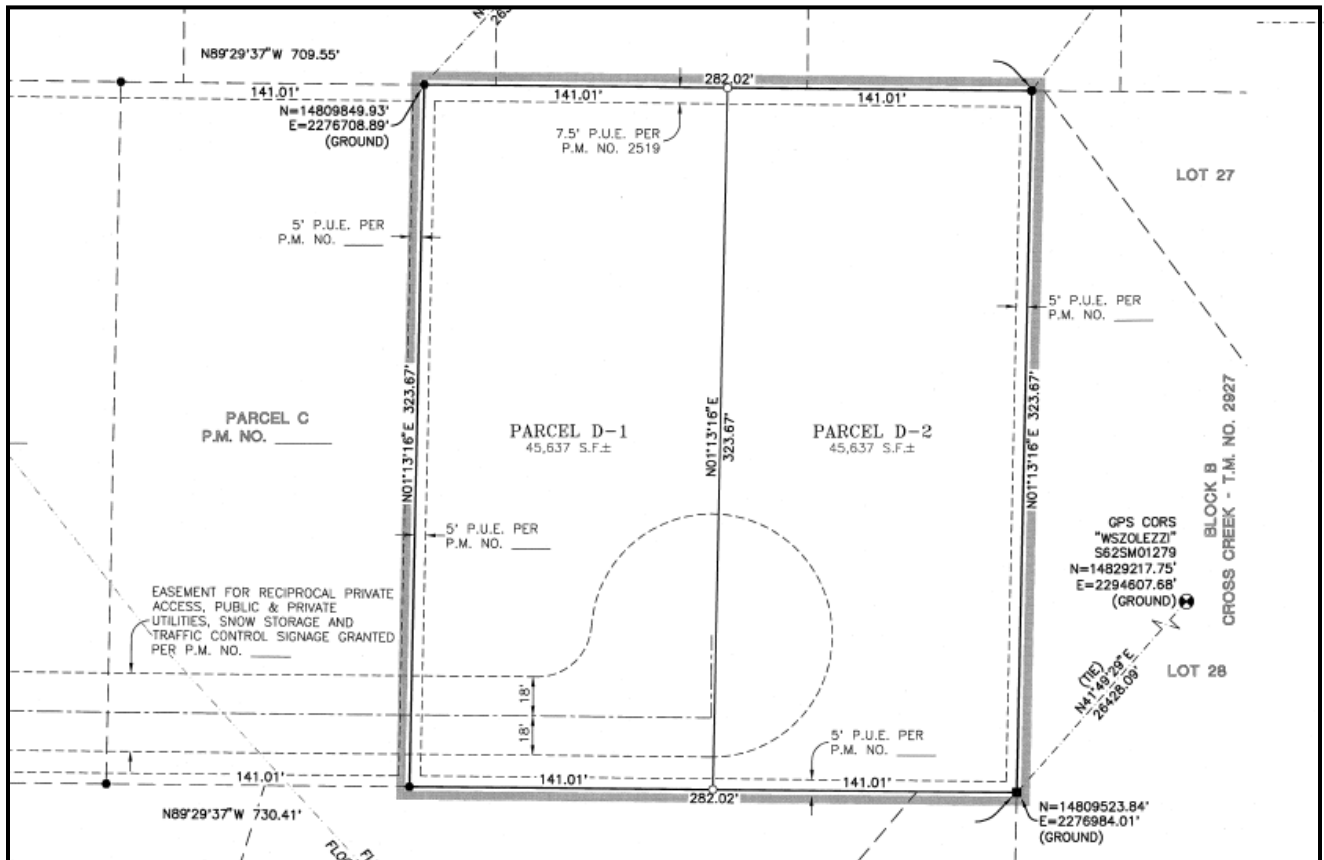 N89°29'37"W 709.55'
282.02'
141.01'
141.01'
141.01'
N=14809849.93'
E=2276708.89'
(GROUND)
7.5' P.U.E. PER
P.M. NO. 2519
LOT 27
5' P.U.E. PER
P.M. NO. ____
5' P.U.E. PER
P.M. NO. ____
N01°13'16"E 323.67'
N01°13'16"E
323.67'
N01°13'16"E 323.67'
PARCEL C
P.M. NO. ____
PARCEL D-1
45,637 S.F.±
PARCEL D-2
45,637 S.F.±
BLOCK B
CROSS CREEK - T.M. NO. 2927
5' P.U.E. PER
P.M. NO. ____
GPS CORS
"WSZOLEZZI"
S62SM01279
N=14829217.75'
E=2294607.68'
(GROUND)
EASEMENT FOR RECIPROCAL PRIVATE
ACCESS, PUBLIC & PRIVATE
UTILITIES, SNOW STORAGE AND
TRAFFIC CONTROL SIGNAGE GRANTED
PER P.M. NO. ____
(TIE)
N41°49'29"E
26428.09'
LOT 28
18'
18'
5' P.U.E. PER
P.M. NO. ____
141.01'
141.01'
141.01'
282.02'
N89°29'37"W 730.41'
N=14809523.84'
E=2276984.01'
(GROUND)